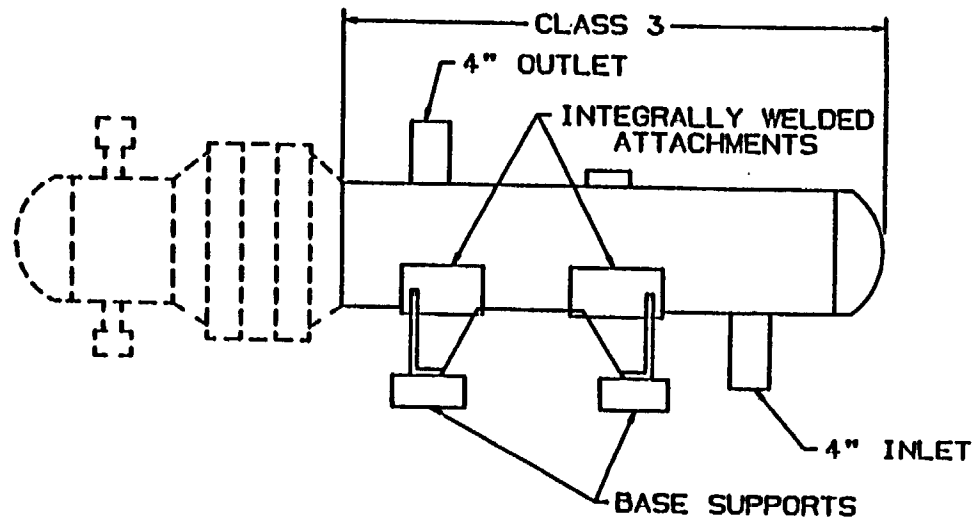 CLASS 3
4" OUTLET
INTEGRALLY WELDED
ATTACHMENTS
4" INLET
BASE SUPPORTS